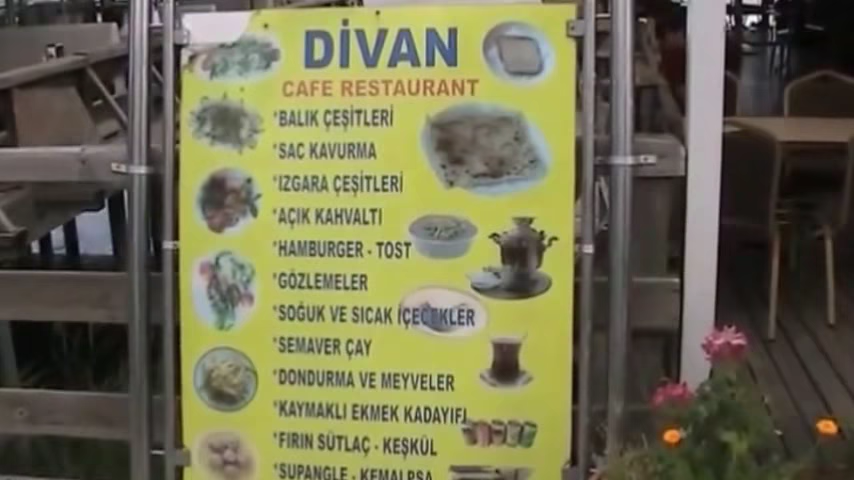 DİVAN
CAFE RESTAURANT
*BALIK ÇEŞİTLERİ
*SAC KAVURMA
*IZGARA ÇEŞİTLERİ
*AÇIK KAHVALTI
*HAMBURGER - TOST
*GÖZLEMELER
*SOĞUK VE SICAK İÇECEKLER
*SEMAVER ÇAY
*DONDURMA VE MEYVELER
*KAYMAKLI EKMEK KADAYIFI
*FIRIN SÜTLAÇ - KEŞKÜL
*SUPANGLE - KEMALPŞA